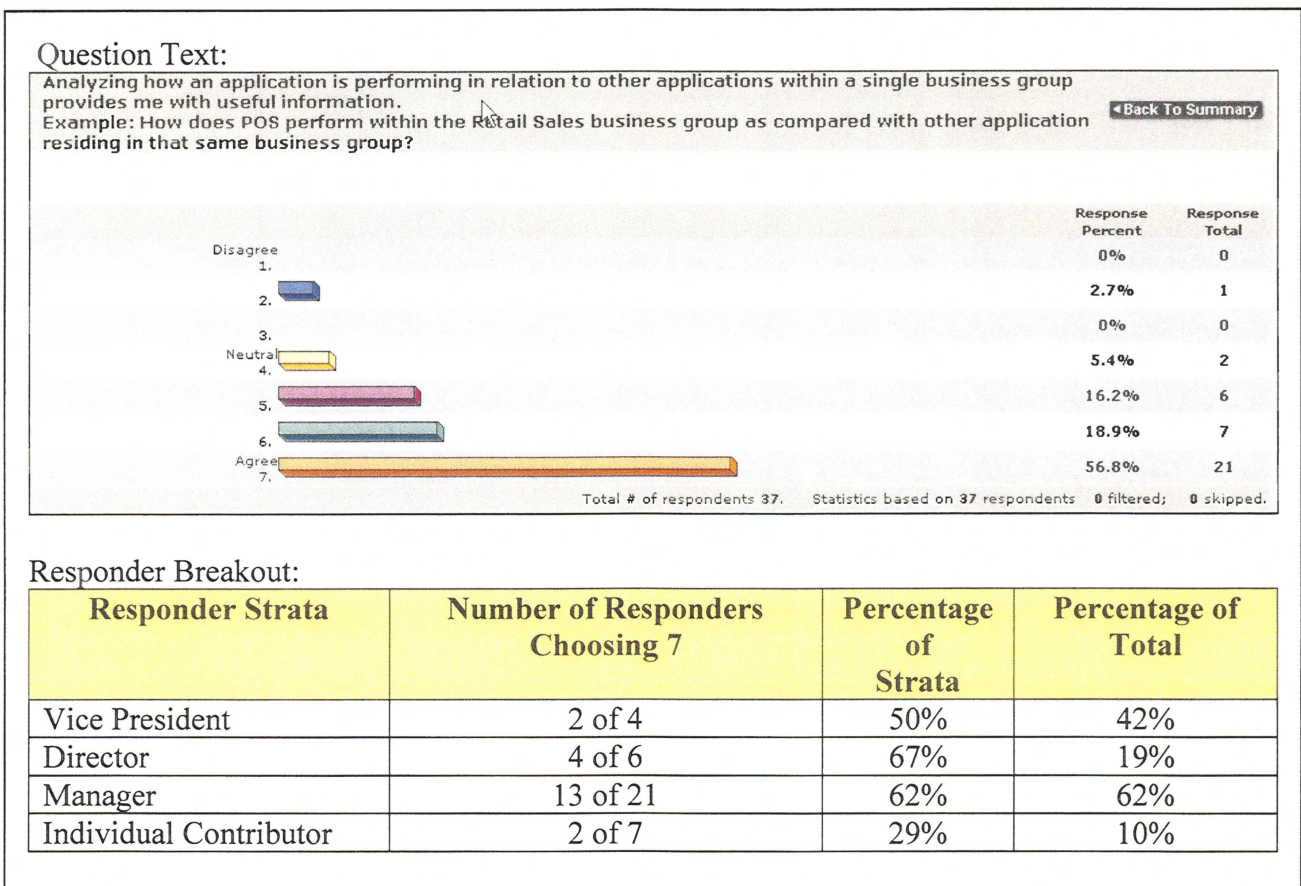 Question Text:
Analyzing how an application is performing in relation to other applications within a single business group
provides me with useful information.
Example: How does POS perform within the Retail Sales business group as compared with other application
residing in that same business group?
Back To Summary
Response Percent Response Total
Disagree
1. 0% 0
2. 2.7% 1
3. 0% 0
Neutral
4. 5.4% 2
5. 16.2% 6
6. 18.9% 7
Agree
7. 56.8% 21
Total # of respondents 37. Statistics based on 37 respondents 0 filtered; 0 skipped.
Responder Breakout:
Responder Strata Number of Responders Choosing 7 Percentage of Strata Percentage of Total
Vice President 2 of 4 50% 42%
Director 4 of 6 67% 19%
Manager 13 of 21 62% 62%
Individual Contributor 2 of 7 29% 10%